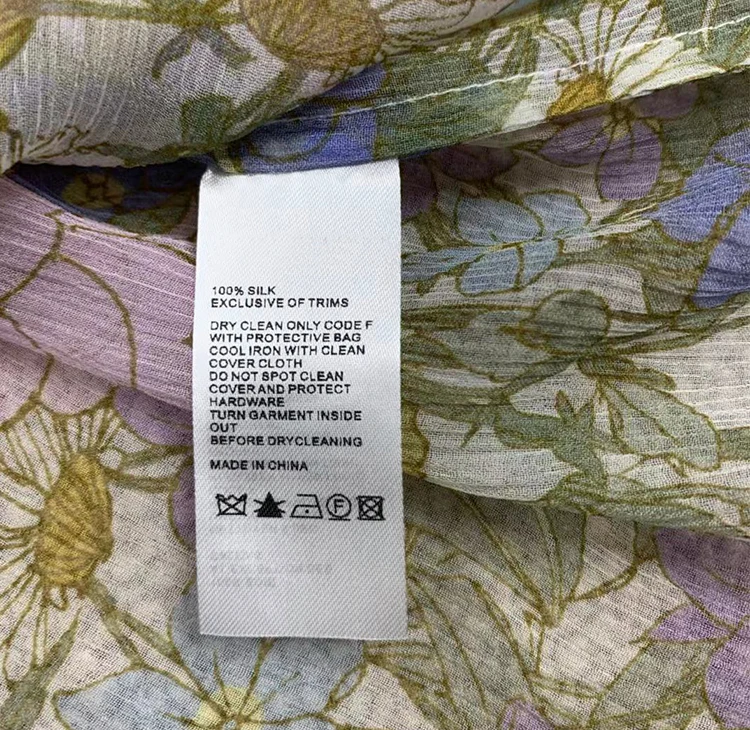 100% SILK
EXCLUSIVE OF TRIMS
DRY CLEAN ONLY CODE F
WITH PROTECTIVE BAG
COOL IRON WITH CLEAN
COVER CLOTH
DO NOT SPOT CLEAN
COVER AND PROTECT
HARDWARE
TURN GARMENT INSIDE
OUT
BEFORE DRYCLEANING
MADE IN CHINA
F